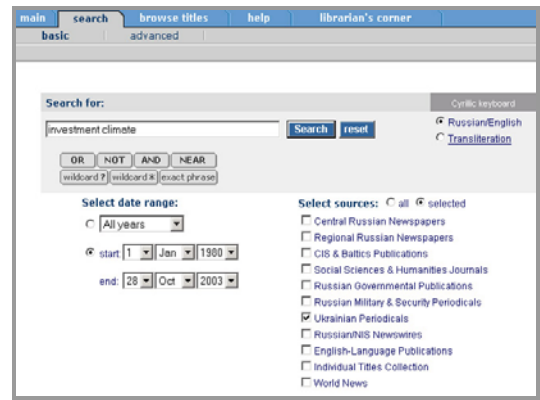 main search browse titles help librarian's corner
basic advanced
Search for: Cyrillic keyboard
investment climate Search reset Russian/English
Transliteration
OR NOT AND NEAR
wildcard ? wildcard * exact phrase
Select date range: Select sources: all selected
All years Central Russian Newspapers
Regional Russian Newspapers
start: 1 Jan 1980 CIS & Baltics Publications
Social Sciences & Humanities Journals
end: 28 Oct 2003 Russian Governmental Publications
Russian Military & Security Periodicals
Ukrainian Periodicals
Russian/NIS Newswires
English-Language Publications
Individual Titles Collection
World News